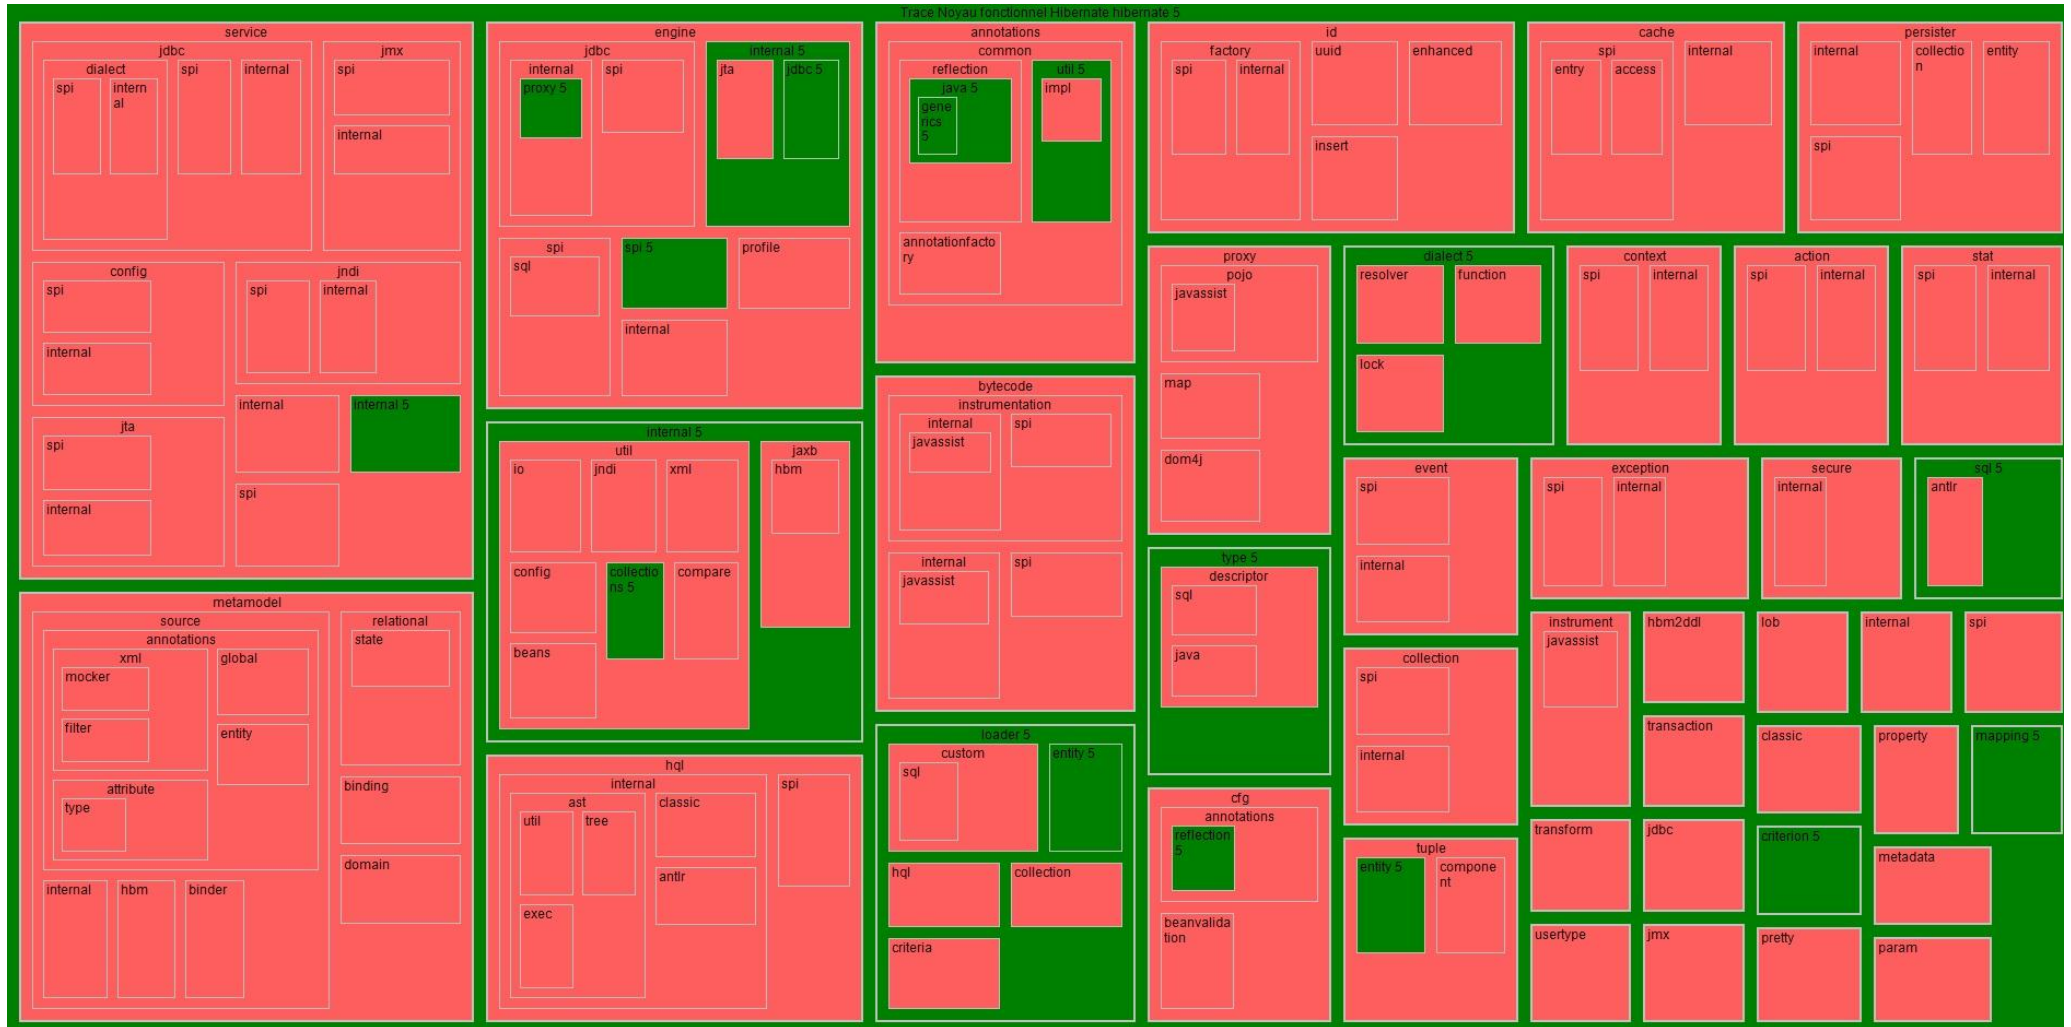 Trace Noyau fonctionnel Hibernate hibernate 5
service
jdbc
dialect
spi
intern
al
spi
internal
jmx
spi
internal
config
spi
internal
jndi
spi
internal
jta
spi
internal
internal
internal 5
spi
metamodel
source
annotations
xml
mocker
filter
global
entity
attribute
type
internal
hbm
binder
relational
state
binding
domain
engine
jdbc
internal
proxy 5
spi
internal 5
jta
jdbc 5
spi
sql
spi 5
profile
internal
internal 5
util
io
jndi
xml
config
collectio
ns 5
compare
beans
jaxb
hbm
hql
internal
ast
util
tree
exec
classic
antlr
spi
annotations
common
reflection
java 5
gene
rics
5
util 5
impl
annotationfacto
ry
bytecode
instrumentation
internal
javassist
spi
internal
javassist
spi
loader 5
custom
sql
entity 5
hql
collection
criteria
id
factory
spi
internal
uuid
enhanced
insert
cache
spi
entry
access
internal
persister
internal
collectio
n
entity
spi
proxy
pojo
javassist
map
dom4j
dialect 5
resolver
function
lock
context
spi
internal
action
spi
internal
stat
spi
internal
type 5
descriptor
sql
java
event
spi
internal
exception
spi
internal
secure
internal
sql 5
antlr
cfg
annotations
reflection
5
beanvalida
tion
collection
spi
internal
tuple
entity 5
compone
nt
instrument
javassist
hbm2ddl
lob
internal
spi
transaction
classic
property
mapping 5
transform
jdbc
criterion 5
metadata
usertype
jmx
pretty
param